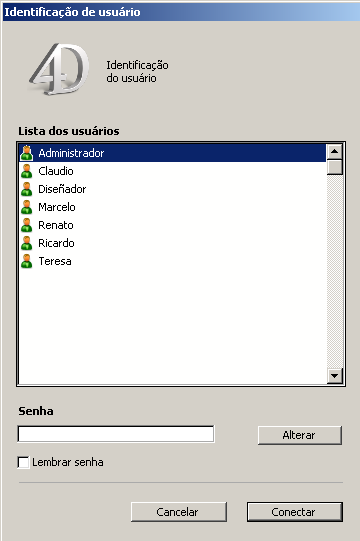 Identificação de usuário
4D
Identificação
do usuário
Lista dos usuários
Administrador
Claudio
Diseñador
Marcelo
Renato
Ricardo
Teresa
Senha
Alterar
Lembrar senha
Cancelar
Conectar